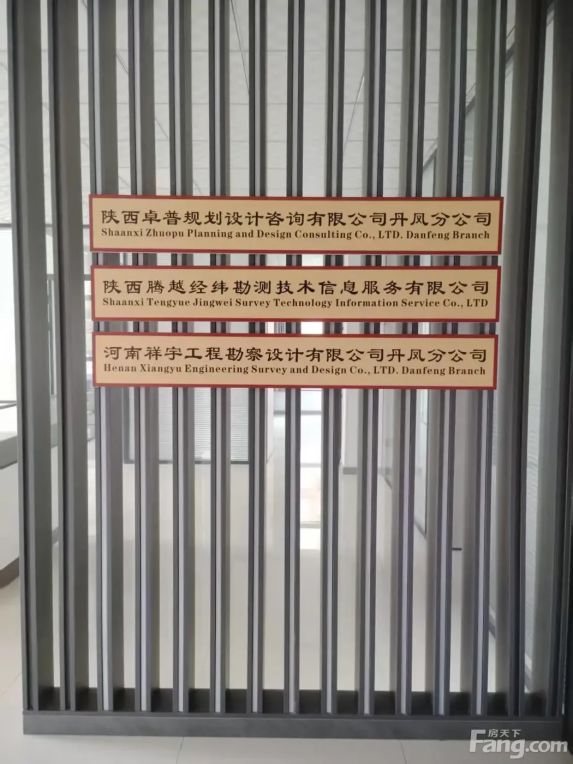 陕西卓普规划设计咨询有限公司丹凤分公司
Shaanxi Zhuopu Planning and Design Consulting Co., LTD. Danfeng Branch
陕西腾越经纬勘测技术信息服务有限公司
Shaanxi Tengyue Jingwei Survey Technology Information Service Co., LTD
河南祥宇工程勘察设计有限公司丹凤分公司
Henan Xiangyu Engineering Survey and Design Co., LTD. Danfeng Branch
房天下
Fang.com